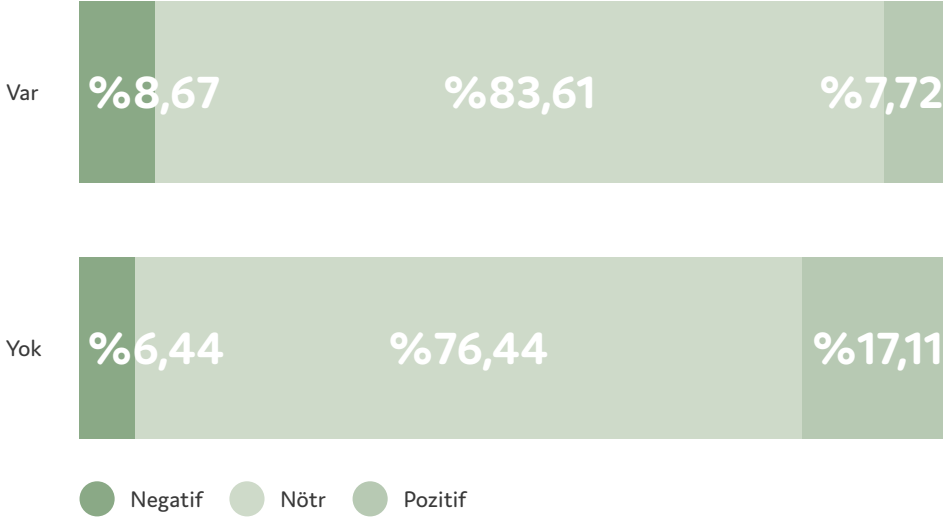 Var %8,67 %83,61 %7,72
Yok %6,44 %76,44 %17,11
Negatif Nötr Pozitif